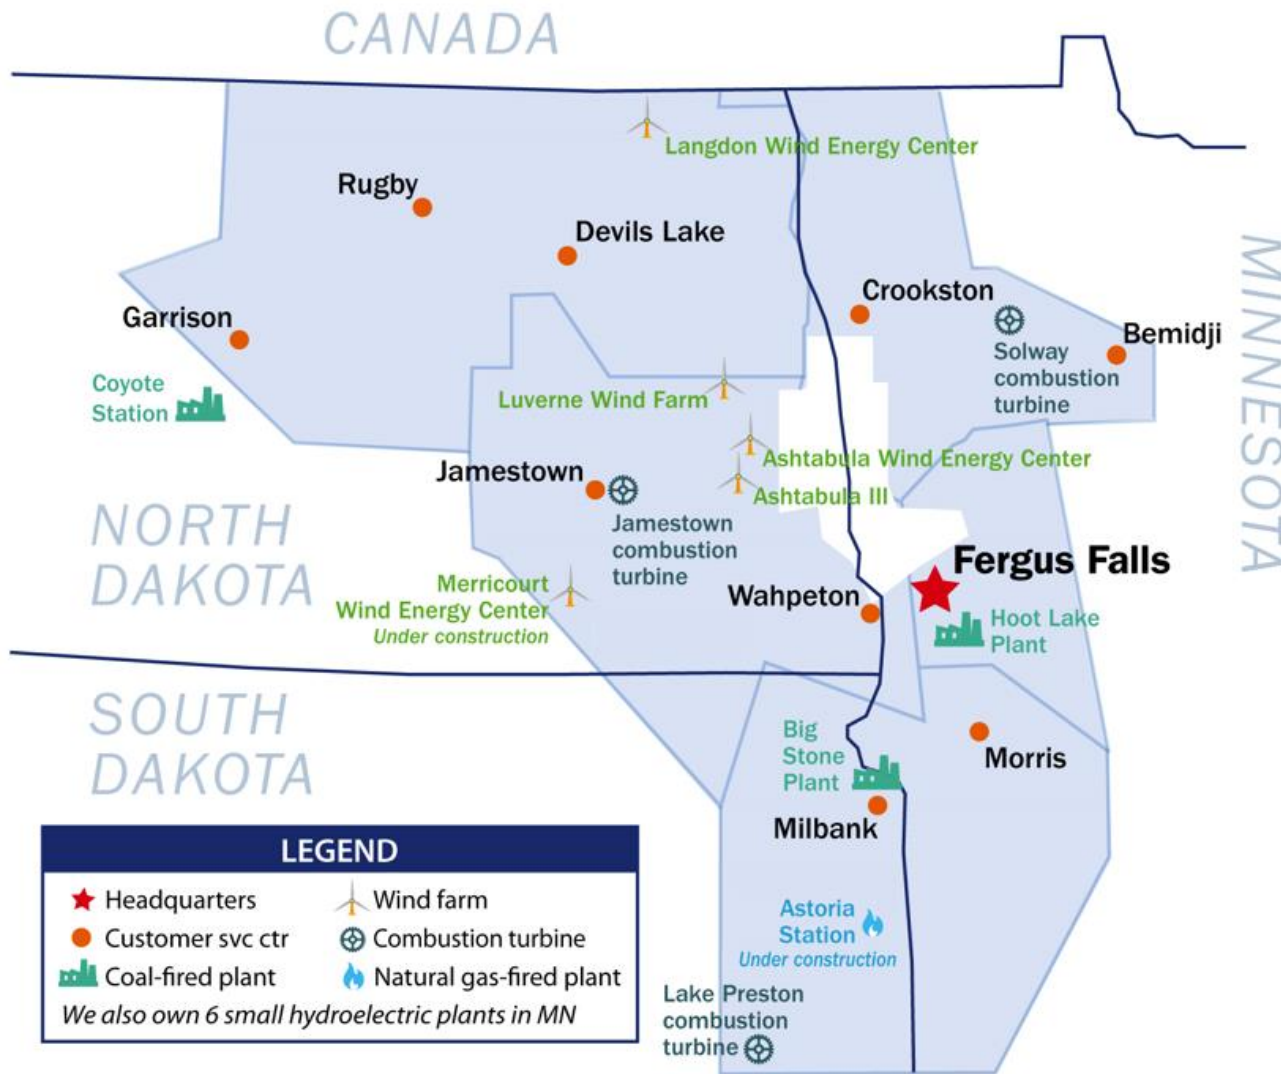 CANADA
Langdon Wind Energy Center
Rugby
Devils Lake
Crookston
Garrison
Bemidji
Solway
combustion
turbine
MINNESOTA
Coyote
Station
Luverne Wind Farm
Ashtabula Wind Energy Center
Jamestown
Ashtabula III
NORTH
DAKOTA
Jamestown
combustion
turbine
Fergus Falls
Merricourt
Wind Energy Center
Under construction
Wahpeton
Hoot Lake
Plant
SOUTH
DAKOTA
Big
Stone
Plant
Morris
Milbank
LEGEND
Headquarters
Wind farm
Customer svc ctr
Combustion turbine
Coal-fired plant
Natural gas-fired plant
We also own 6 small hydroelectric plants in MN
Astoria
Station
Under construction
Lake Preston
combustion
turbine